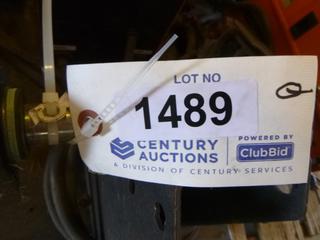 LOT NO
1489
CENTURY
AUCTIONS
POWERED BY
ClubBid
A DIVISION OF CENTURY SERVICES